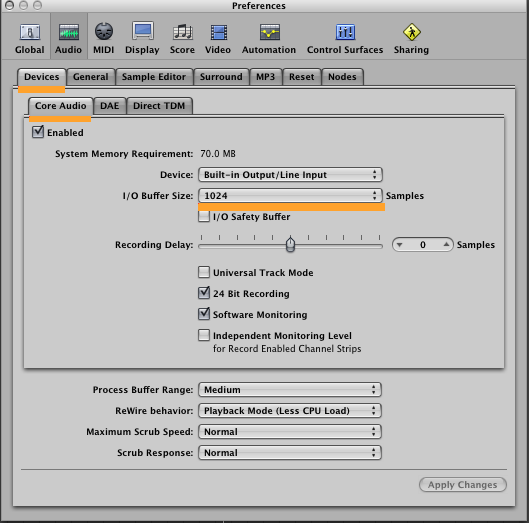 Preferences
Global Audio MIDI Display Score Video Automation Control Surfaces Sharing
Devices General Sample Editor Surround MP3 Reset Nodes
Core Audio DAE Direct TDM
Enabled
System Memory Requirement: 70.0 MB
Device: Built-in Output/Line Input
I/O Buffer Size: 1024 Samples
I/O Safety Buffer
Recording Delay: 0 Samples
Universal Track Mode
24 Bit Recording
Software Monitoring
Independent Monitoring Level
for Record Enabled Channel Strips
Process Buffer Range: Medium
ReWire behavior: Playback Mode (Less CPU Load)
Maximum Scrub Speed: Normal
Scrub Response: Normal
Apply Changes